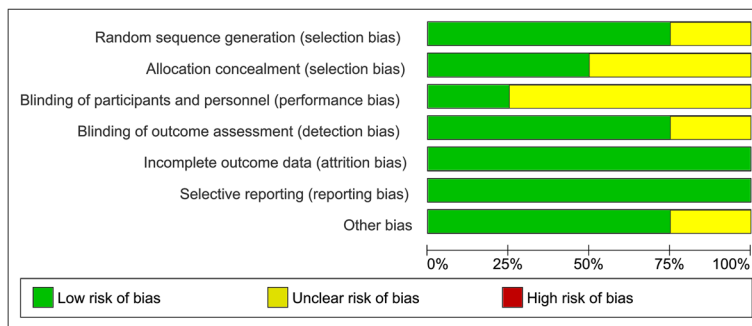 Random sequence generation (selection bias)
Allocation concealment (selection bias)
Blinding of participants and personnel (performance bias)
Blinding of outcome assessment (detection bias)
Incomplete outcome data (attrition bias)
Selective reporting (reporting bias)
Other bias
0% 25% 50% 75% 100%
Low risk of bias Unclear risk of bias High risk of bias